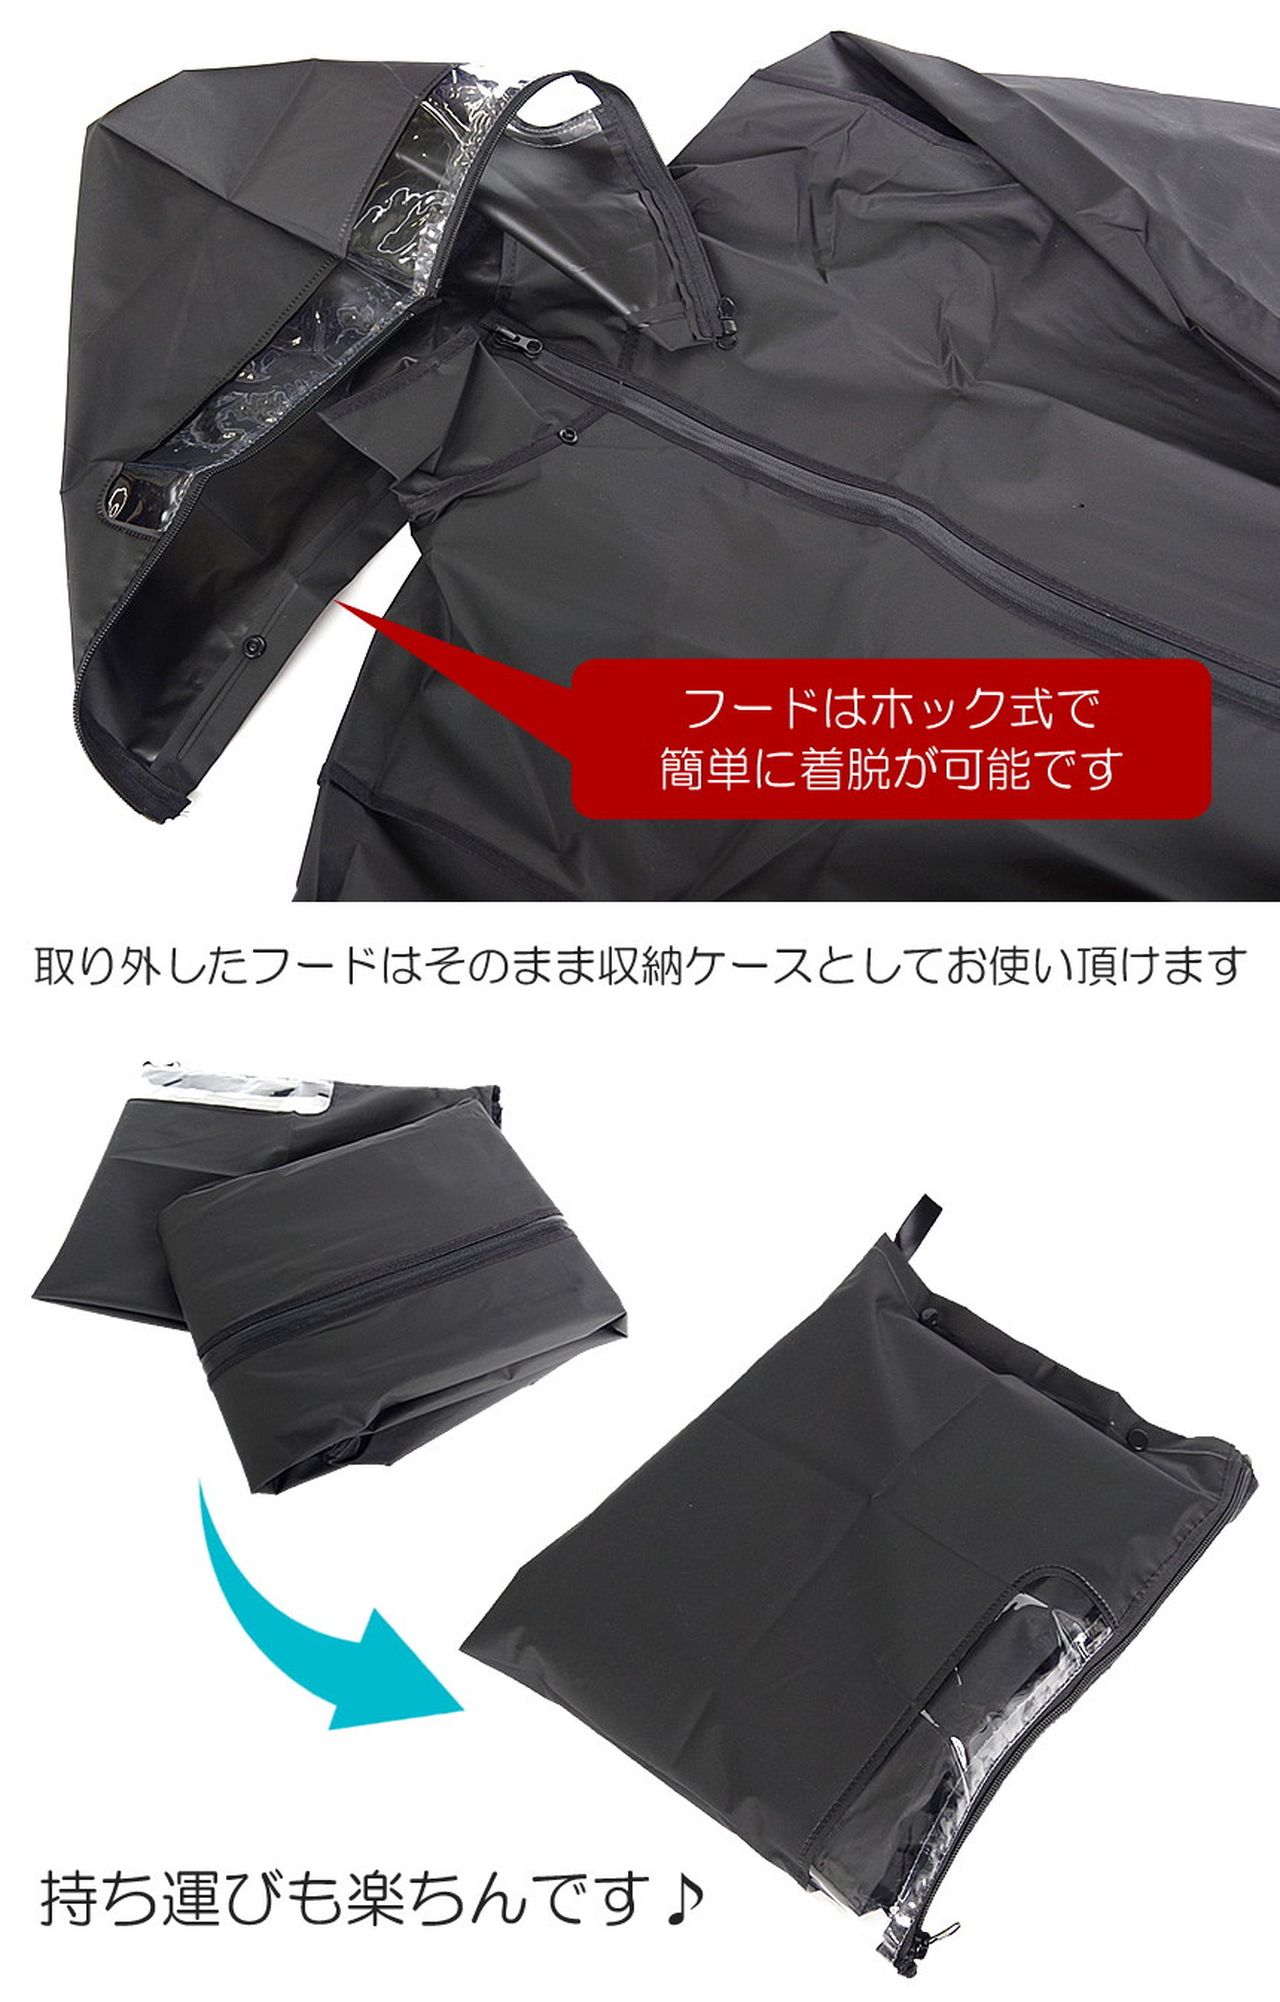 フードはホック式で
簡単に着脱が可能です
取り外したフードはそのまま収納ケースとしてお使い頂けます
持ち運びも楽ちんです♪